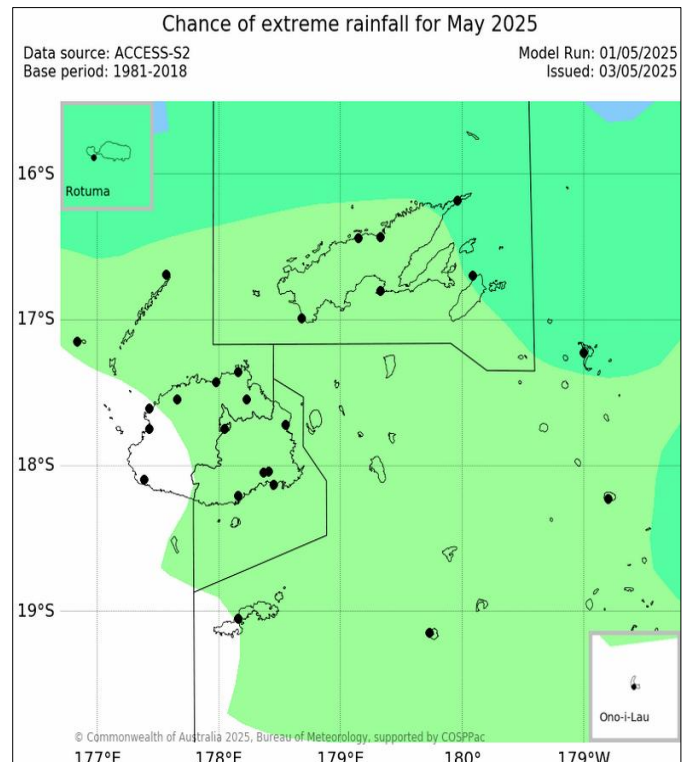 Chance of extreme rainfall for May 2025
Data source: ACCESS-S2
Model Run: 01/05/2025
Base period: 1981-2018
Issued: 03/05/2025
16°S
Rotuma
17°S
18°S
19°S
Ono-i-Lau
© Commonwealth of Australia 2025, Bureau of Meteorology, supported by COSPPac
177°E 178°E 179°E 180° 179°W